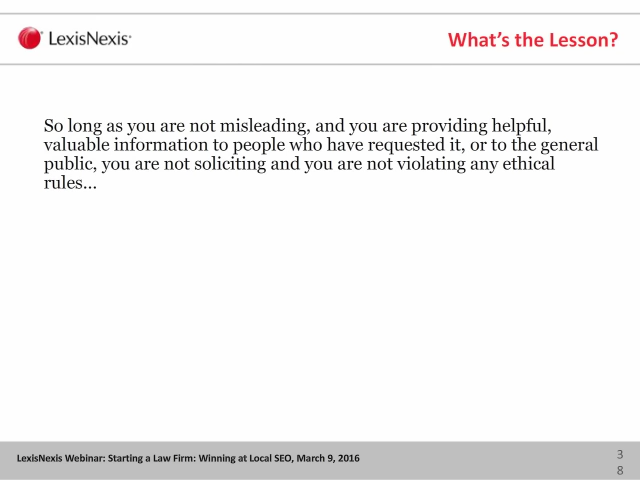 LexisNexis®
What's the Lesson?
So long as you are not misleading, and you are providing helpful,
valuable information to people who have requested it, or to the general
public, you are not soliciting and you are not violating any ethical
rules...
LexisNexis Webinar: Starting a Law Firm: Winning at Local SEO, March 9, 2016
3
8